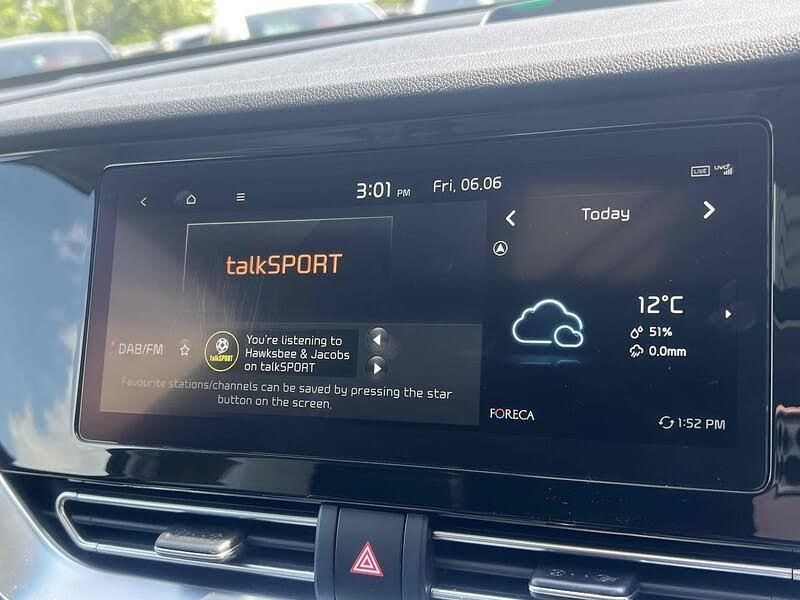 3:01 PM Fri, 06.06
LIVE UVO
talkSPORT
DAB/FM
talkSPORT
You're listening to
Hawksbee & Jacobs
on talkSPORT
Favourite stations/channels can be saved by pressing the star
button on the screen.
Today
12°C
51%
0.0mm
FORECA
1:52 PM